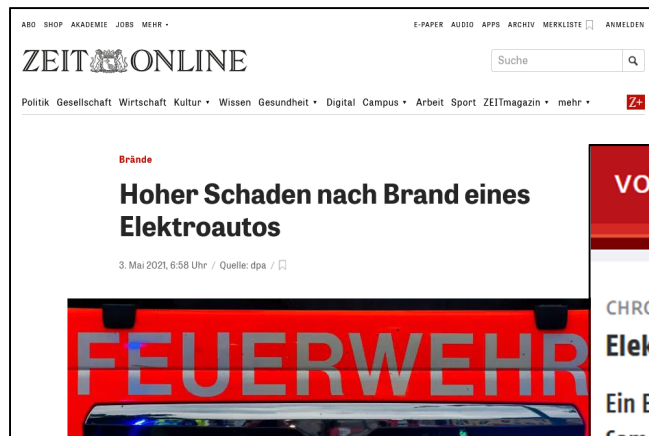 ABO SHOP AKADEMIE JOBS MEHR
E-PAPER AUDIO APPS ARCHIV MERKLISTE ANMELDEN
ZEIT ONLINE
Suche
Politik Gesellschaft Wirtschaft Kultur Wissen Gesundheit Digital Campus Arbeit Sport ZEITmagazin mehr Z+
Brände
Hoher Schaden nach Brand eines
Elektroautos
3. Mai 2021, 6:58 Uhr / Quelle: dpa /
FEUERWEHR
VO
CHRO
Elek
Ein E